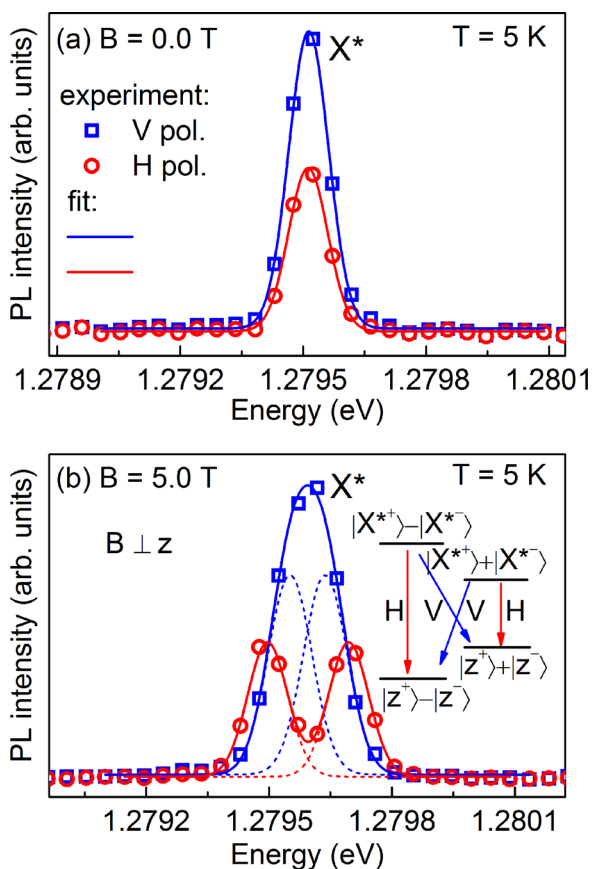 (a) B = 0.0 T
X*
T = 5 K
experiment:
V pol.
H pol.
fit:
PL intensity (arb. units)
1.2789 1.2792 1.2795 1.2798 1.2801
Energy (eV)
(b) B = 5.0 T
X*
T = 5 K
B ⊥ z
|X*⁺⟩−|X*⁻⟩
|X*⁺⟩+|X*⁻⟩
H V V H
|z⁺⟩+|z⁻⟩
|z⁺⟩−|z⁻⟩
PL intensity (arb. units)
1.2792 1.2795 1.2798 1.2801
Energy (eV)